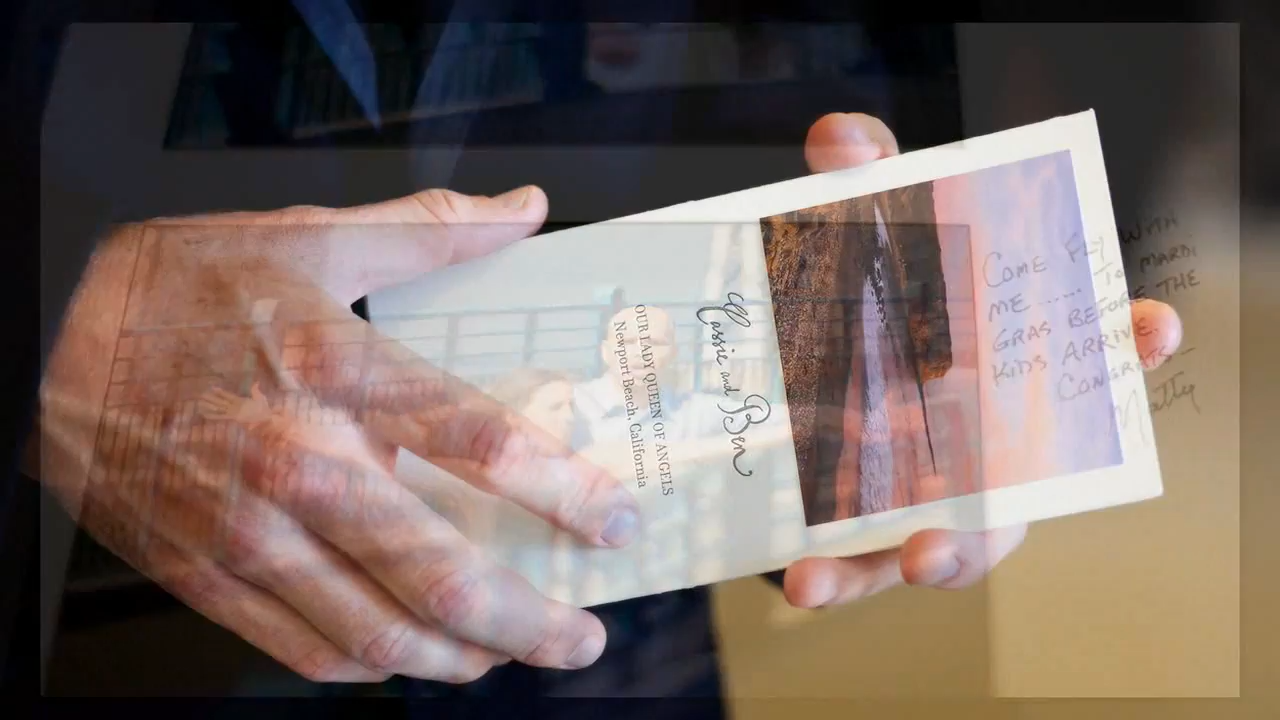 Cassie and Ben
OUR LADY QUEEN OF ANGELS
Newport Beach, California
COME FLY WITH
ME ...... TO MARDI
GRAS BEFORE THE
KIDS ARRIVE.
CONGRATS—
Matty